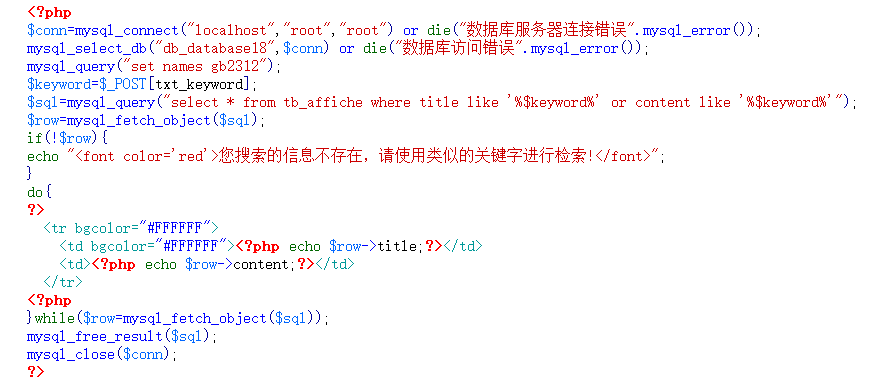 <?php
$conn=mysql_connect("localhost","root","root") or die("数据库服务器连接错误".mysql_error());
mysql_select_db("db_database18",$conn) or die("数据库访问错误".mysql_error());
mysql_query("set names gb2312");
$keyword=$_POST[txt_keyword];
$sql=mysql_query("select * from tb_affiche where title like '%$keyword%' or content like '%$keyword%'");
$row=mysql_fetch_object($sql);
if(!$row){
echo "<font color='red'>您搜索的信息不存在，请使用类似的关键字进行检索!</font>";
}
do{
?>
<tr bgcolor="#FFFFFF">
<td bgcolor="#FFFFFF"><?php echo $row->title;?></td>
<td><?php echo $row->content;?></td>
</tr>
<?php
}while($row=mysql_fetch_object($sql));
mysql_free_result($sql);
mysql_close($conn);
?>